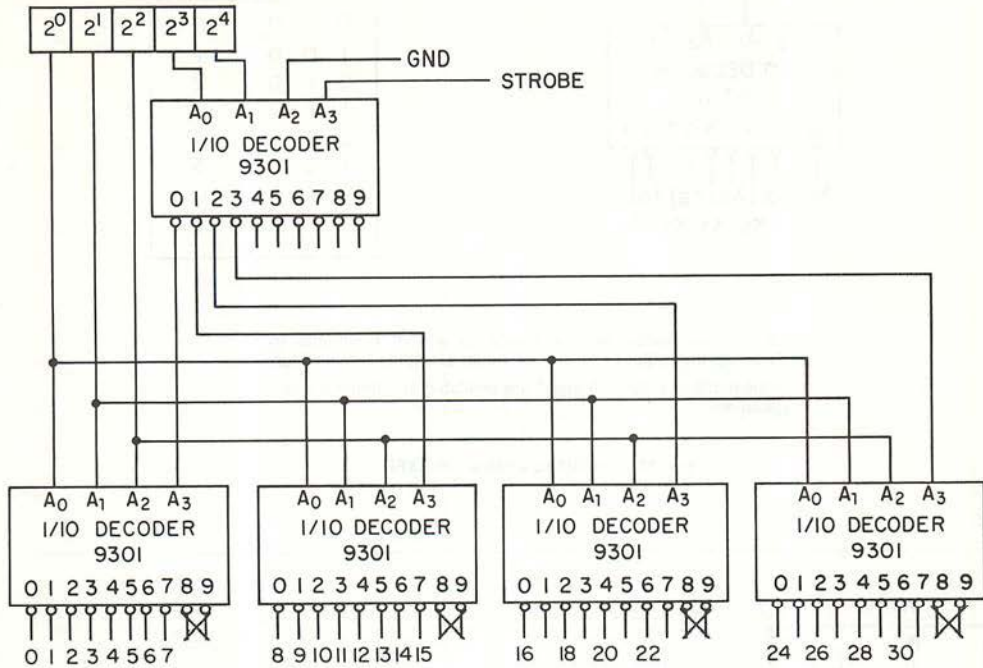 2⁰ 2¹ 2² 2³ 2⁴
GND
STROBE
A₀ A₁ A₂ A₃
1/10 DECODER
9301
0 1 2 3 4 5 6 7 8 9
A₀ A₁ A₂ A₃
1/10 DECODER
9301
0 1 2 3 4 5 6 7 8 9
0 1 2 3 4 5 6 7
A₀ A₁ A₂ A₃
1/10 DECODER
9301
0 1 2 3 4 5 6 7 8 9
8 9 10 11 12 13 14 15
A₀ A₁ A₂ A₃
1/10 DECODER
9301
0 1 2 3 4 5 6 7 8 9
16 18 20 22
A₀ A₁ A₂ A₃
1/10 DECODER
9301
0 1 2 3 4 5 6 7 8 9
24 26 28 30